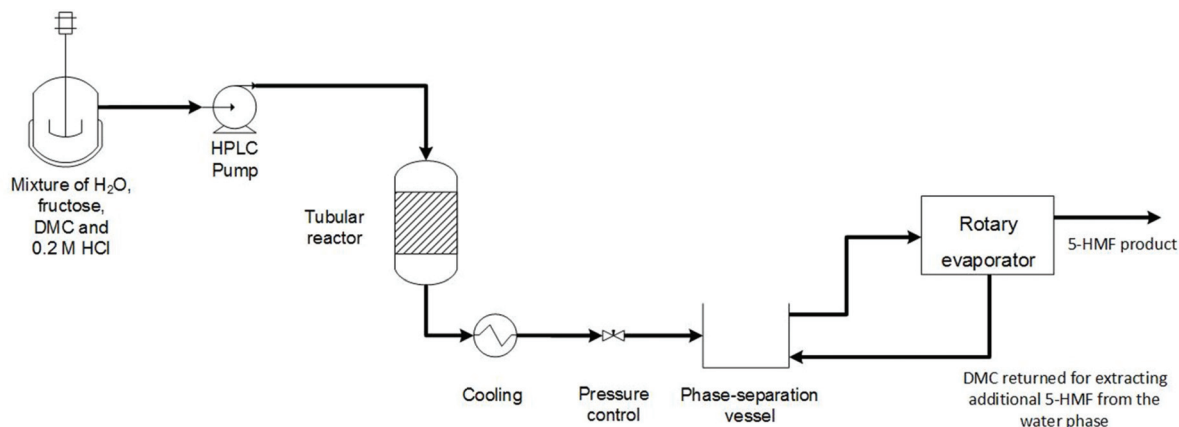 Mixture of H₂O,
fructose,
DMC and
0.2 M HCl
HPLC
Pump
Tubular
reactor
Cooling
Pressure
control
Phase-separation
vessel
Rotary
evaporator
5-HMF product
DMC returned for extracting
additional 5-HMF from the
water phase